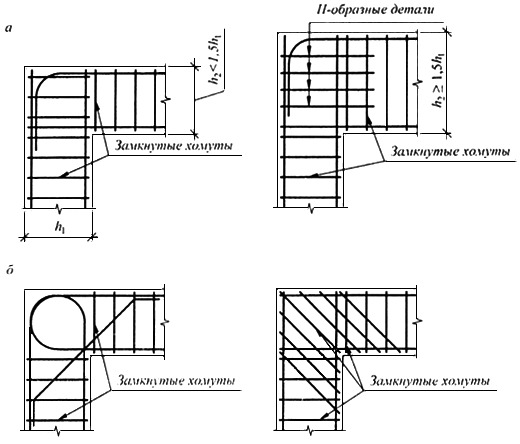 а
П-образные детали
h₂<1,5h₁
h₂ ≥ 1,5h₁
Замкнутые хомуты
Замкнутые хомуты
h₁
б
Замкнутые хомуты
Замкнутые хомуты